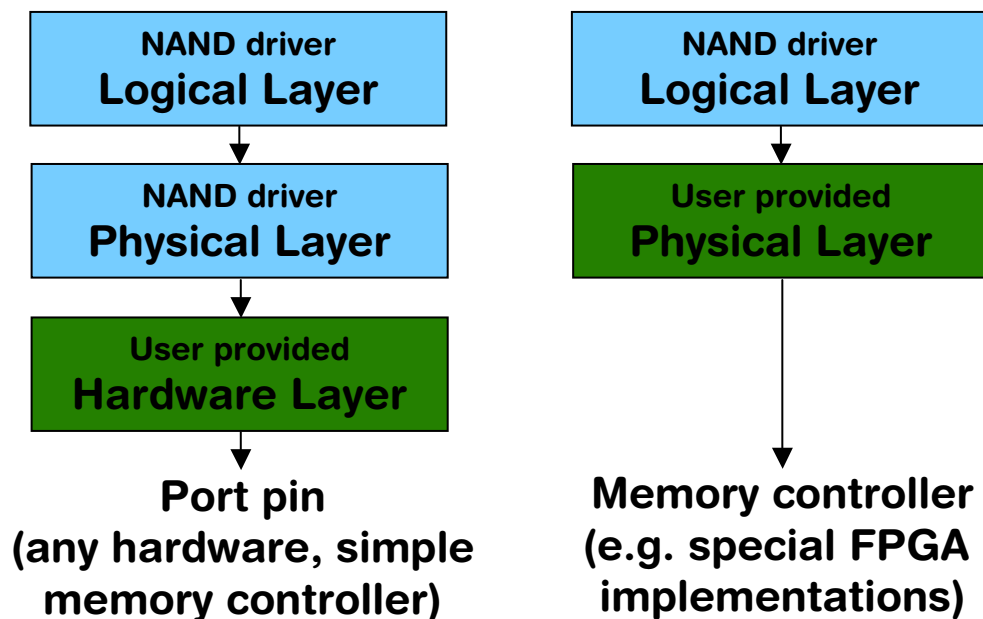 NAND driver
Logical Layer
NAND driver
Physical Layer
User provided
Hardware Layer
Port pin
(any hardware, simple
memory controller)
NAND driver
Logical Layer
User provided
Physical Layer
Memory controller
(e.g. special FPGA
implementations)